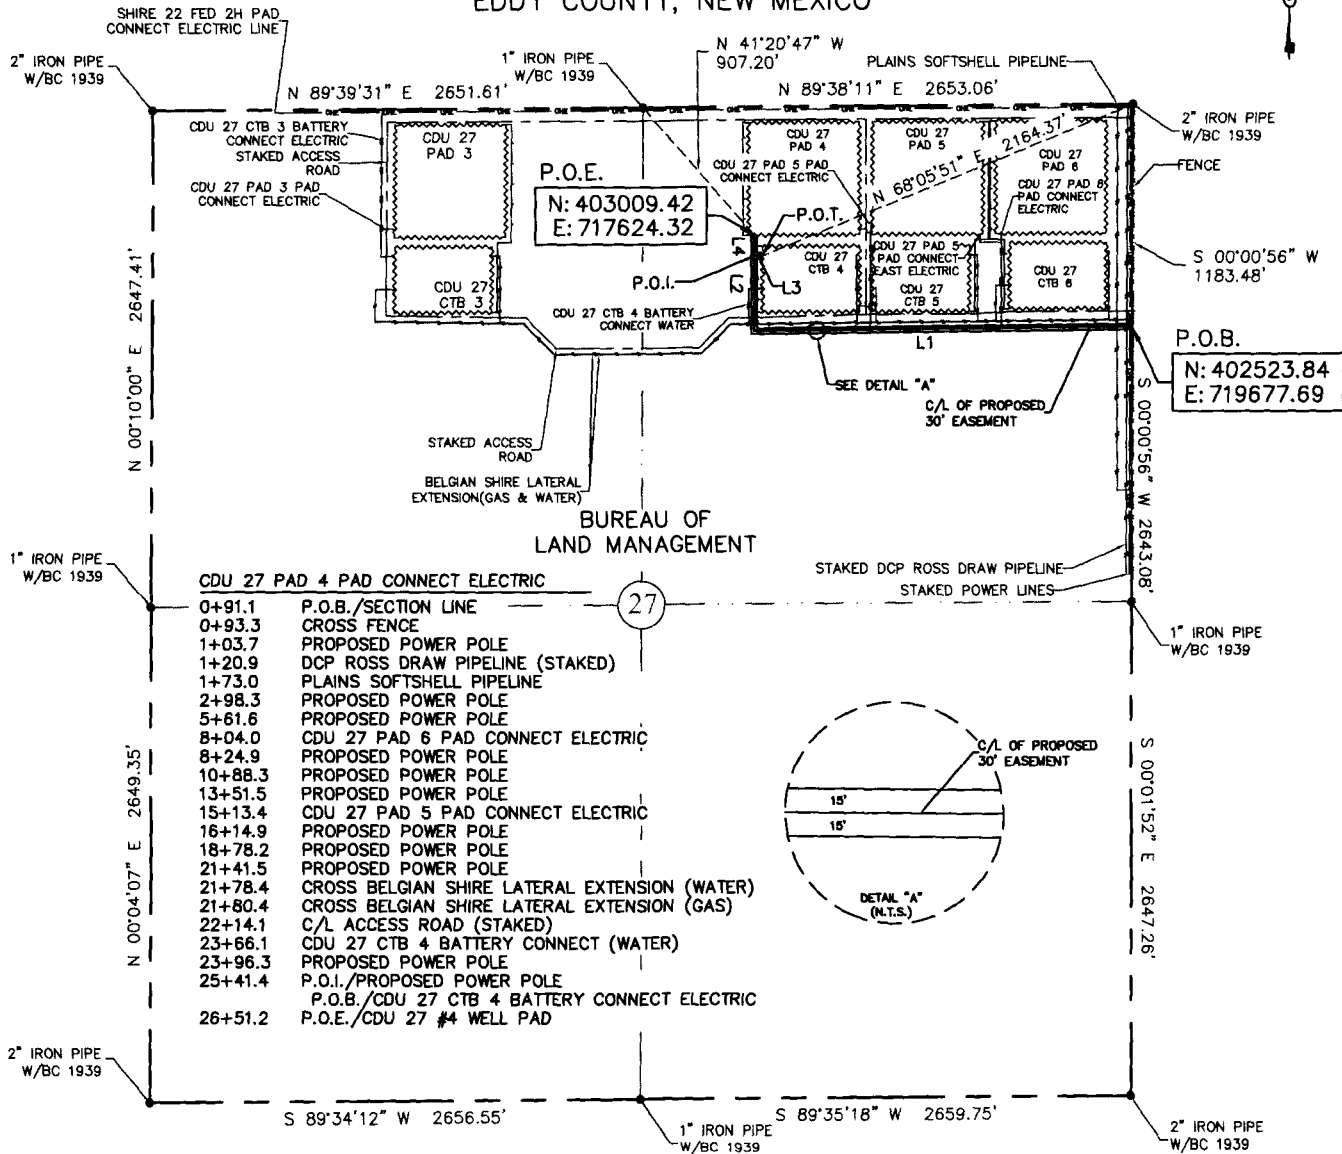 EDDY COUNTY, NEW MEXICO
SHIRE 22 FED 2H PAD
CONNECT ELECTRIC LINE
2" IRON PIPE
W/BC 1939
N 89°39'31" E 2651.61'
1" IRON PIPE
W/BC 1939
N 41°20'47" W
907.20'
PLAINS SOFTSHELL PIPELINE
N 89°38'11" E 2653.06'
2" IRON PIPE
W/BC 1939
FENCE
CDU 27 CTB 3 BATTERY
CONNECT ELECTRIC
STAKED ACCESS
ROAD
CDU 27 PAD 3 PAD
CONNECT ELECTRIC
CDU 27
PAD 3
CDU 27
CTB 3
P.O.E.
N: 403009.42
E: 717624.32
CDU 27
PAD 4
CDU 27
PAD 5
CDU 27
PAD 6
CDU 27 PAD 5 PAD
CONNECT ELECTRIC
N 68°05'51" E 2164.37'
CDU 27 PAD 6
PAD CONNECT
ELECTRIC
S 00°00'56" W
1183.48'
P.O.T.
L4
P.O.I.
L2
L3
CDU 27
CTB 4
CDU 27 PAD 5
PAD CONNECT
EAST ELECTRIC
CDU 27
CTB 5
CDU 27
CTB 6
CDU 27 CTB 4 BATTERY
CONNECT WATER
L1
P.O.B.
N: 402523.84
E: 719677.69
SEE DETAIL "A"
C/L OF PROPOSED
30' EASEMENT
N 00°10'00" E 2647.41'
S 00°00'56" W 2643.08'
STAKED ACCESS
ROAD
BELGIAN SHIRE LATERAL
EXTENSION(GAS & WATER)
BUREAU OF
LAND MANAGEMENT
STAKED DCP ROSS DRAW PIPELINE
STAKED POWER LINES
1" IRON PIPE
W/BC 1939
27
1" IRON PIPE
W/BC 1939
CDU 27 PAD 4 PAD CONNECT ELECTRIC
0+91.1 P.O.B./SECTION LINE
0+93.3 CROSS FENCE
1+03.7 PROPOSED POWER POLE
1+20.9 DCP ROSS DRAW PIPELINE (STAKED)
1+73.0 PLAINS SOFTSHELL PIPELINE
2+98.3 PROPOSED POWER POLE
5+61.6 PROPOSED POWER POLE
8+04.0 CDU 27 PAD 6 PAD CONNECT ELECTRIC
8+24.9 PROPOSED POWER POLE
10+88.3 PROPOSED POWER POLE
13+51.5 PROPOSED POWER POLE
15+13.4 CDU 27 PAD 5 PAD CONNECT ELECTRIC
16+14.9 PROPOSED POWER POLE
18+78.2 PROPOSED POWER POLE
21+41.5 PROPOSED POWER POLE
21+78.4 CROSS BELGIAN SHIRE LATERAL EXTENSION (WATER)
21+80.4 CROSS BELGIAN SHIRE LATERAL EXTENSION (GAS)
22+14.1 C/L ACCESS ROAD (STAKED)
23+66.1 CDU 27 CTB 4 BATTERY CONNECT (WATER)
23+96.3 PROPOSED POWER POLE
25+41.4 P.O.I./PROPOSED POWER POLE
P.O.B./CDU 27 CTB 4 BATTERY CONNECT ELECTRIC
26+51.2 P.O.E./CDU 27 #4 WELL PAD
N 00°04'07" E 2649.35'
C/L OF PROPOSED
30' EASEMENT
15'
15'
DETAIL "A"
(N.T.S.)
S 00°01'52" E 2647.26'
2" IRON PIPE
W/BC 1939
S 89°34'12" W 2656.55'
1" IRON PIPE
W/BC 1939
S 89°35'18" W 2659.75'
2" IRON PIPE
W/BC 1939